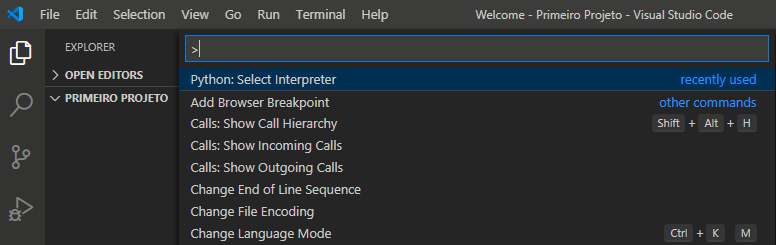 File Edit Selection View Go Run Terminal Help Welcome - Primeiro Projeto - Visual Studio Code
EXPLORER
OPEN EDITORS
PRIMEIRO PROJETO
>
Python: Select Interpreter recently used
Add Browser Breakpoint other commands
Calls: Show Call Hierarchy Shift + Alt + H
Calls: Show Incoming Calls
Calls: Show Outgoing Calls
Change End of Line Sequence
Change File Encoding
Change Language Mode Ctrl + K M